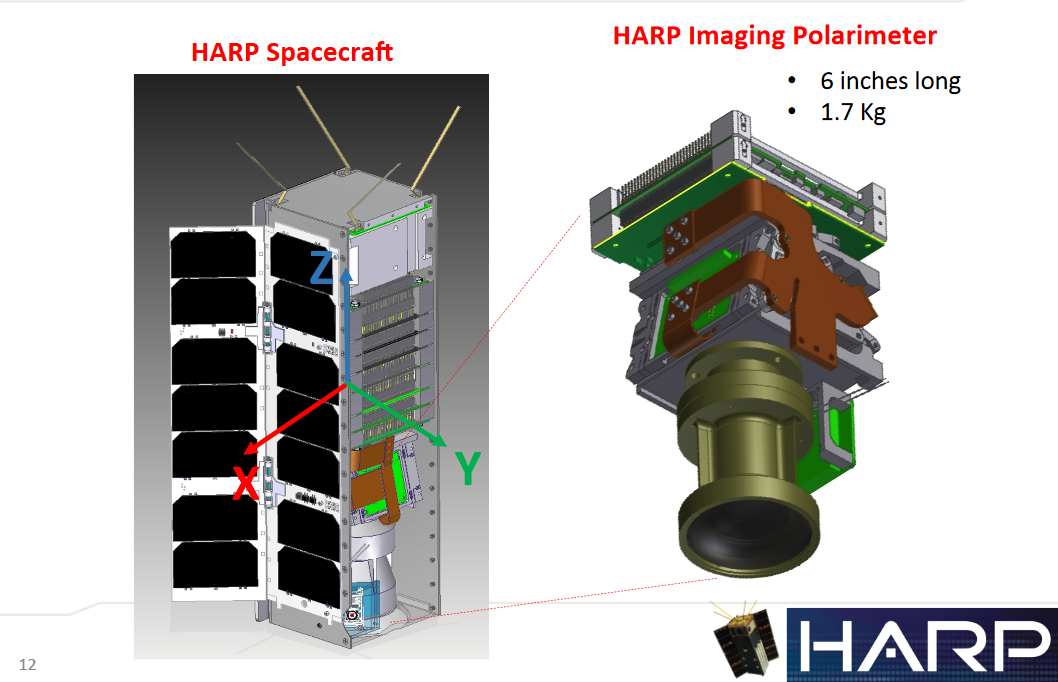 HARP Spacecraft
HARP Imaging Polarimeter
• 6 inches long
• 1.7 Kg
Z
X
Y
12
HARP